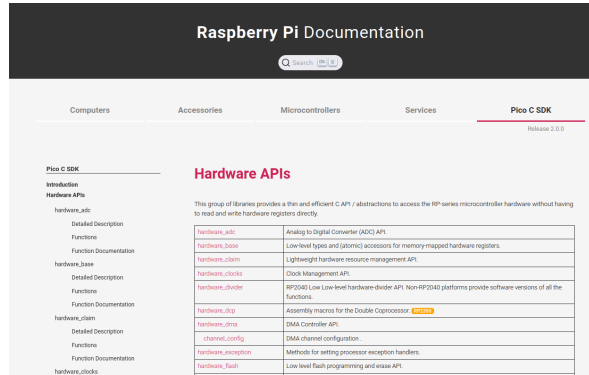 Raspberry Pi Documentation
Search
Computers Accessories Microcontrollers Services Pico C SDK
Release 2.0.0
Pico C SDK
Introduction
Hardware APIs
hardware_adc
Detailed Description
Functions
Function Documentation
hardware_base
Detailed Description
Functions
Function Documentation
hardware_claim
Detailed Description
Functions
Function Documentation
hardware_clocks
Hardware APIs
This group of libraries provides a thin and efficient C API / abstractions to access the RP-series microcontroller hardware without having
to read and write hardware registers directly.
hardware_adc Analog to Digital Converter (ADC) API.
hardware_base Low-level types and (atomic) accessors for memory-mapped hardware registers.
hardware_claim Lightweight hardware resource management API.
hardware_clocks Clock Management API.
hardware_divider RP2040 Low Low-level hardware-divider API. Non-RP2040 platforms provide software versions of all the
functions.
hardware_dcp Assembly macros for the Double Coprocessor. RP2350
hardware_dma DMA Controller API.
channel_config DMA channel configuration .
hardware_exception Methods for setting processor exception handlers.
hardware_flash Low level flash programming and erase API.